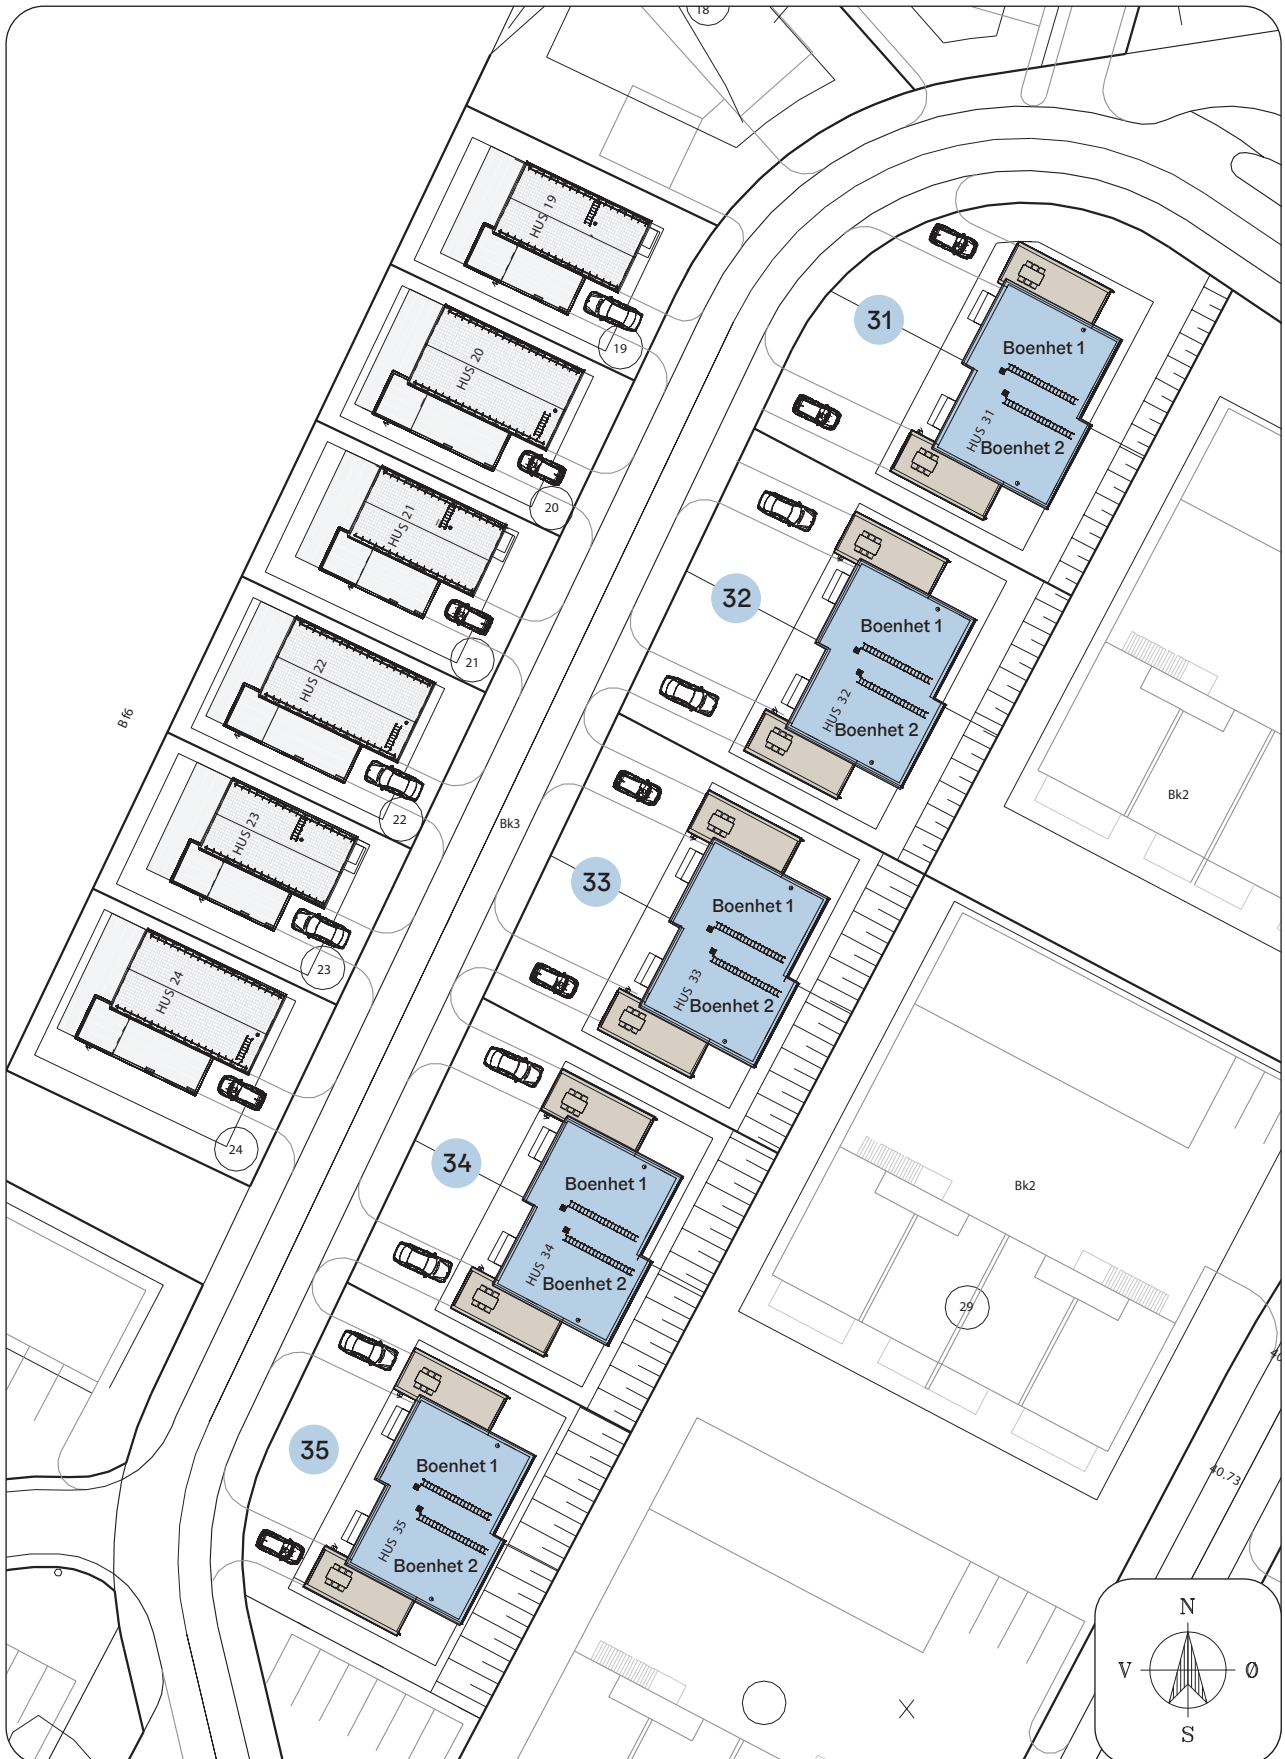 18
HUS 19
19
31
Boenhet 1
HUS 31
Boenhet 2
HUS 20
20
HUS 21
21
32
Boenhet 1
HUS 32
Boenhet 2
HUS 22
22
Bf6
Bk3
Bk2
HUS 23
23
33
Boenhet 1
HUS 33
Boenhet 2
HUS 24
24
34
Boenhet 1
HUS 34
Boenhet 2
Bk2
29
40
35
Boenhet 1
HUS 35
Boenhet 2
40.73
N
V
Ø
S